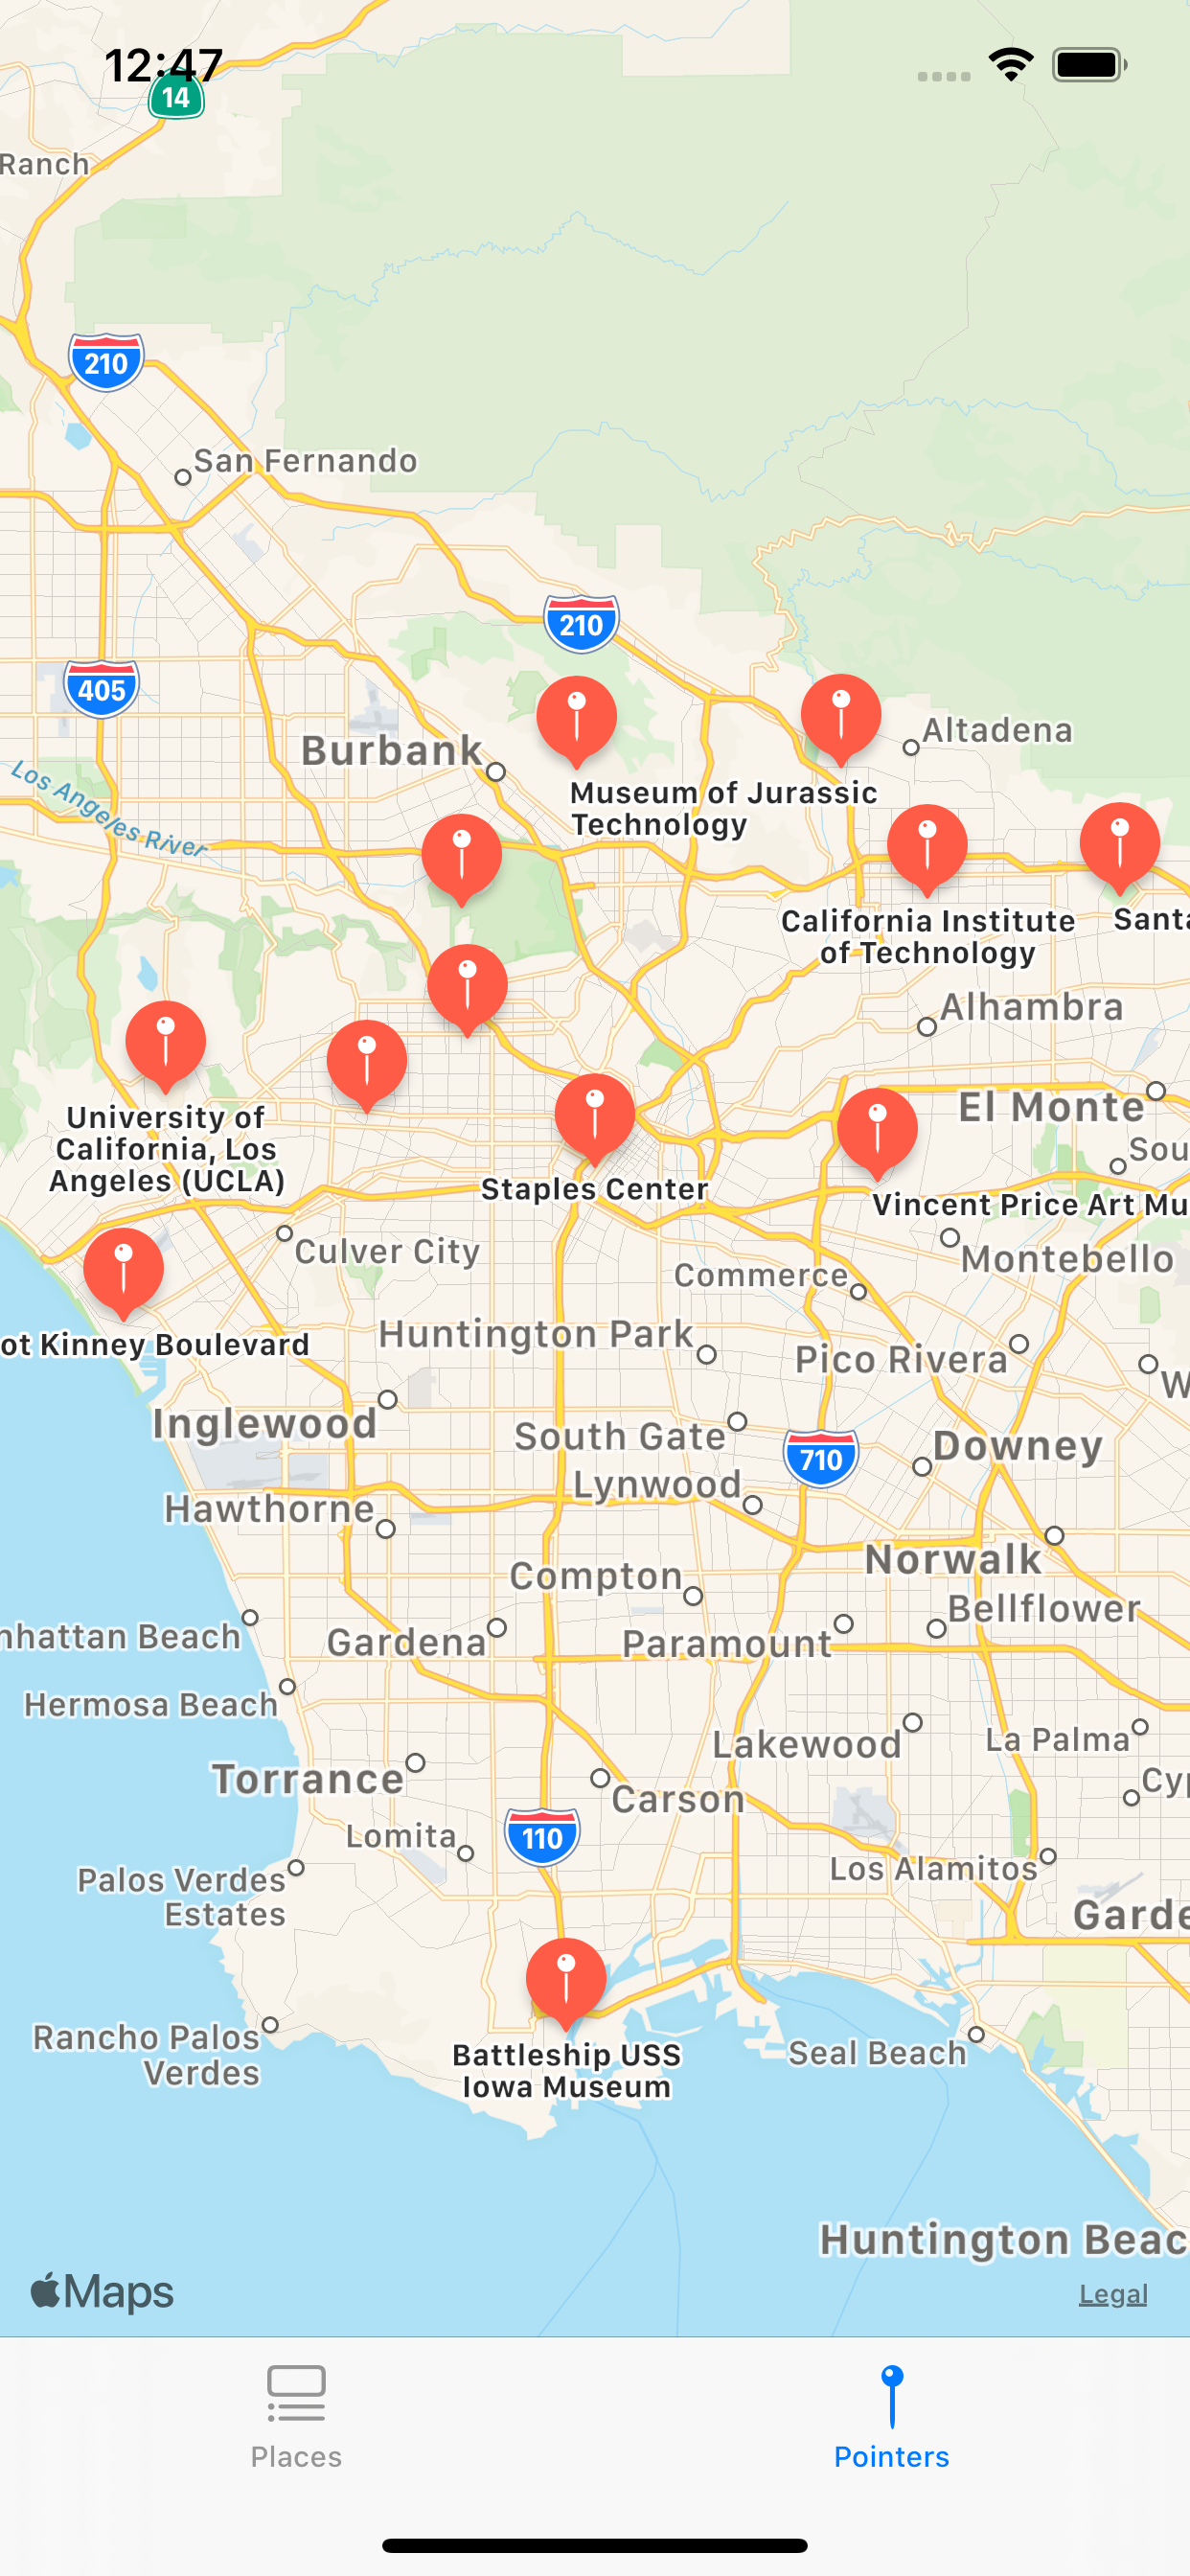 12:47
14
Ranch
210
San Fernando
210
405
Altadena
Burbank
Los Angeles River
Museum of Jurassic
Technology
California Institute
of Technology
Santa
Alhambra
El Monte
University of
California, Los
Angeles (UCLA)
Sou
Staples Center
Vincent Price Art Mu
Culver City
Montebello
Commerce
ot Kinney Boulevard
Huntington Park
Pico Rivera
W
Inglewood
South Gate
710
Downey
Lynwood
Hawthorne
Norwalk
Compton
Bellflower
nhattan Beach
Gardena
Paramount
Hermosa Beach
Lakewood
La Palma
Torrance
Cyp
Carson
Lomita
110
Los Alamitos
Palos Verdes
Estates
Garde
Rancho Palos
Verdes
Battleship USS
Iowa Museum
Seal Beach
Huntington Beac
Maps
Legal
Places
Pointers